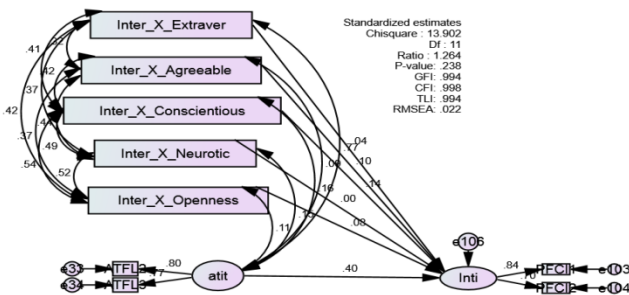 Standardized estimates
Chisquare : 13.902
Df : 11
Ratio : 1.264
P-value: .238
GFI: .994
CFI: .998
TLI: .994
RMSEA: .022
Inter_X_Extraver
Inter_X_Agreeable
Inter_X_Conscientious
Inter_X_Neurotic
Inter_X_Openness
.41
.42
.37
.42
.37
.49
.54
.52
.04
.77
.10
.14
.16
.00
.08
.11
e106
e33
.80
e34
.77
atit
.40
Inti
.84
e103
.70
e104